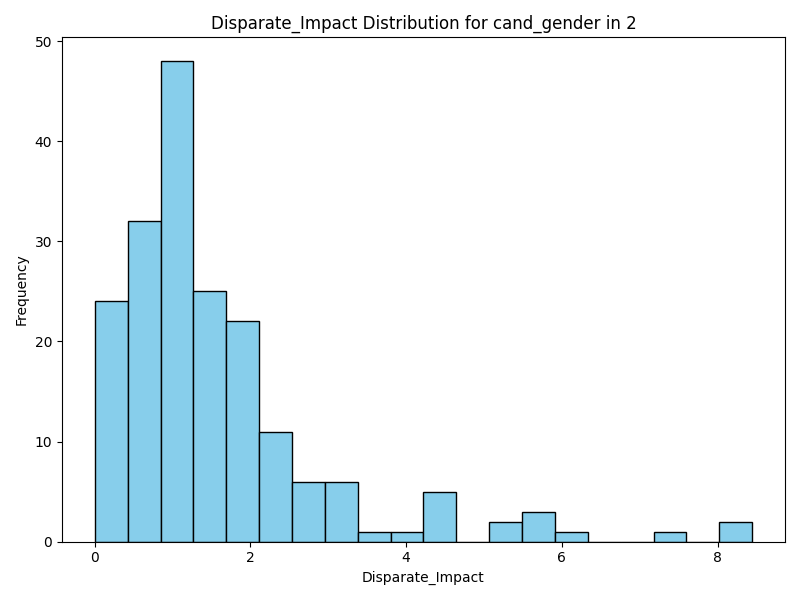 Disparate_Impact Distribution for cand_gender in 2
50
40
30
20
10
0
Frequency
0 2 4 6 8
Disparate_Impact